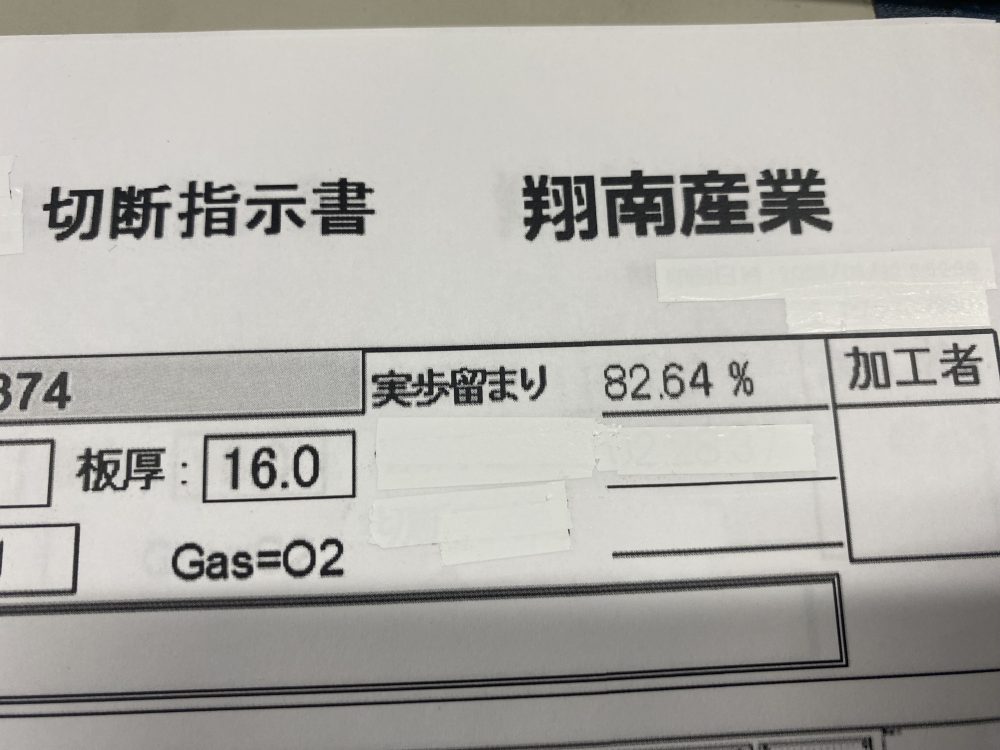 切断指示書 翔南産業
374 実歩留まり 82.64 % 加工者
板厚: 16.0
Gas=O2